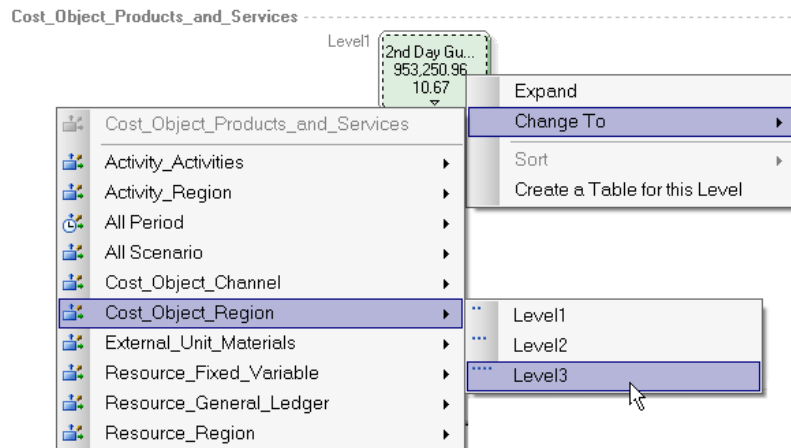 Cost_Object_Products_and_Services
Level1
2nd Day Gu...
953,250.96
10.67
Expand
Change To
Sort
Create a Table for this Level
Cost_Object_Products_and_Services
Activity_Activities
Activity_Region
All Period
All Scenario
Cost_Object_Channel
Cost_Object_Region
External_Unit_Materials
Resource_Fixed_Variable
Resource_General_Ledger
Resource_Region
Level1
Level2
Level3